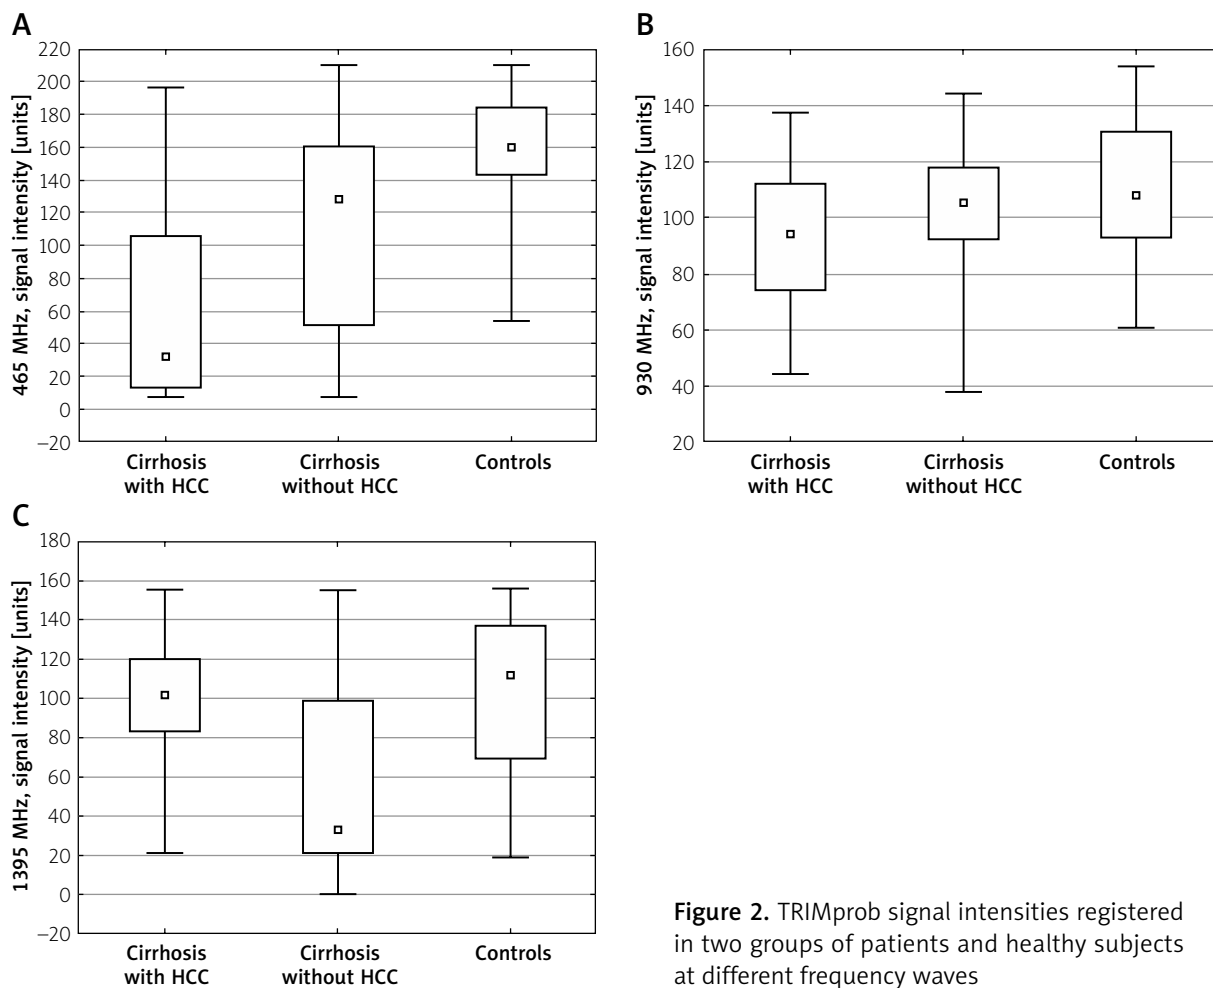 A
465 MHz, signal intensity [units]
220
200
180
160
140
120
100
80
60
40
20
0
–20
Cirrhosis
with HCC
Cirrhosis
without HCC
Controls
B
930 MHz, signal intensity [units]
160
140
120
100
80
60
40
20
Cirrhosis
with HCC
Cirrhosis
without HCC
Controls
C
1395 MHz, signal intensity [units]
180
160
140
120
100
80
60
40
20
0
–20
Cirrhosis
with HCC
Cirrhosis
without HCC
Controls
Figure 2. TRIMprob signal intensities registered
in two groups of patients and healthy subjects
at different frequency waves